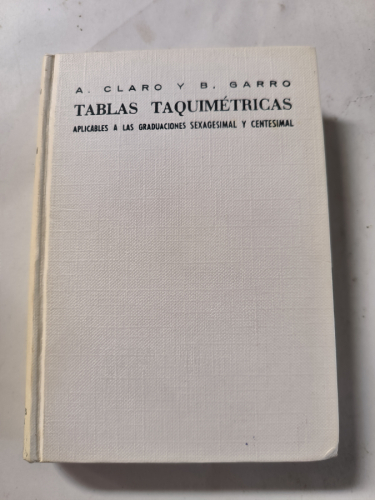 A. CLARO Y B. GARRO
TABLAS TAQUIMÉTRICAS
APLICABLES A LAS GRADUACIONES SEXAGESIMAL Y CENTESIMAL